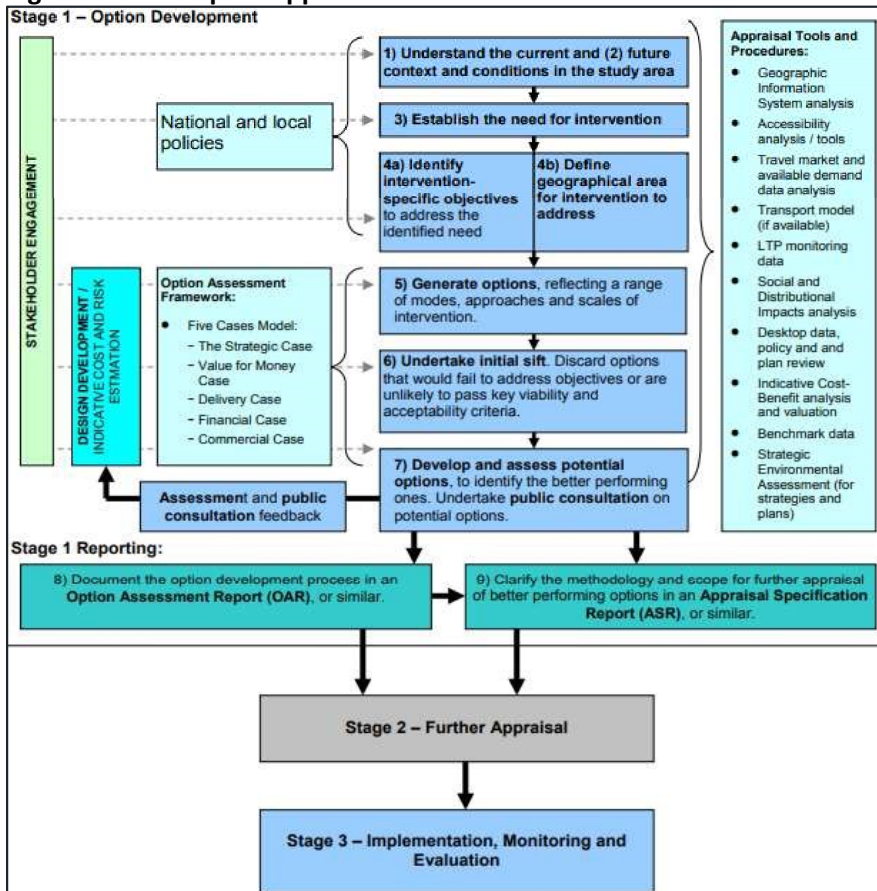 Stage 1 – Option Development
STAKEHOLDER ENGAGEMENT
National and local
policies
1) Understand the current and (2) future
context and conditions in the study area
3) Establish the need for intervention
4a) Identify
intervention-
specific objectives
to address the
identified need
4b) Define
geographical area
for intervention to
address
DESIGN DEVELOPMENT /
INDICATIVE COST AND RISK
ESTMATION
Option Assessment
Framework:
• Five Cases Model:
- The Strategic Case
- Value for Money
Case
- Delivery Case
- Financial Case
- Commercial Case
5) Generate options, reflecting a
range of modes, approaches and scales of
intervention.
6) Undertake initial sift. Discard options
that would fail to address objectives or are
unlikely to pass key viability and
acceptability criteria.
7) Develop and assess potential
options, to identify the better performing
ones. Undertake public consultation on
potential options.
Assessment and public
consultation feedback
Appraisal Tools and
Procedures:
• Geographic
Information
System analysis
• Accessibility
analysis / tools
• Travel market and
available demand
data analysis
• Transport model
(if available)
• LTP monitoring
data
• Social and
Distributional
Impacts analysis
• Desktop data,
policy and and
plan review
• Indicative Cost-
Benefit analysis
and valuation
• Benchmark data
• Strategic
Environmental
Assessment (for
strategies and
plans)
Stage 1 Reporting:
8) Document the option development process in an
Option Assessment Report (OAR), or similar.
9) Clarify the methodology and scope for further appraisal
of better performing options in an Appraisal Specification
Report (ASR), or similar.
Stage 2 – Further Appraisal
Stage 3 – Implementation, Monitoring and
Evaluation